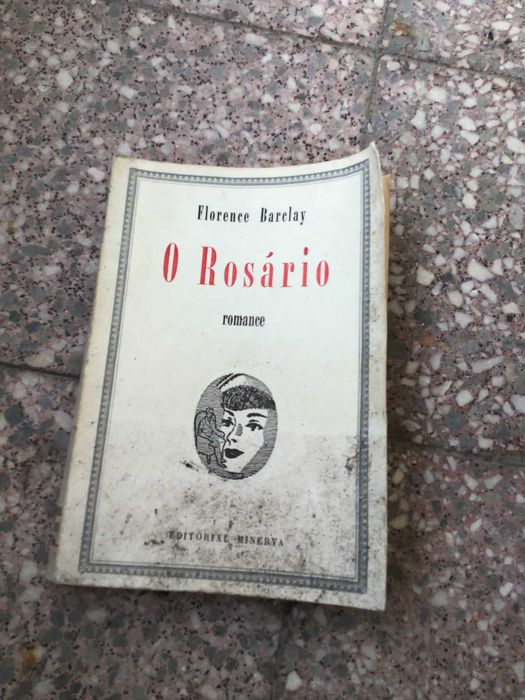 Florence Barclay
O Rosário
romance
EDITORIAL MINERVA